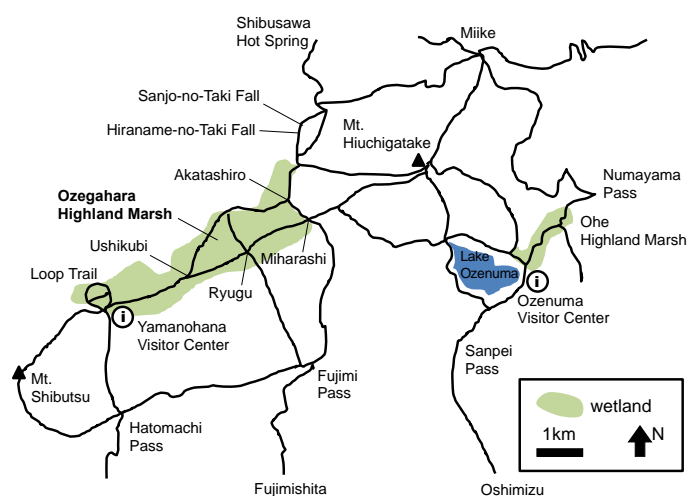 Shibusawa
Hot Spring
Miike
Sanjo-no-Taki Fall
Hiraname-no-Taki Fall
Mt.
Hiuchigatake
Akatashiro
Numayama
Pass
Ozegahara
Highland Marsh
Ohe
Highland Marsh
Ushikubi
Miharashi
Loop Trail
Ryugu
Lake
Ozenuma
i
Ozenuma
Visitor Center
i
Yamanohana
Visitor Center
Sanpei
Pass
Mt.
Shibutsu
Fujimi
Pass
Hatomachi
Pass
wetland
1km
N
Fujimishita
Oshimizu